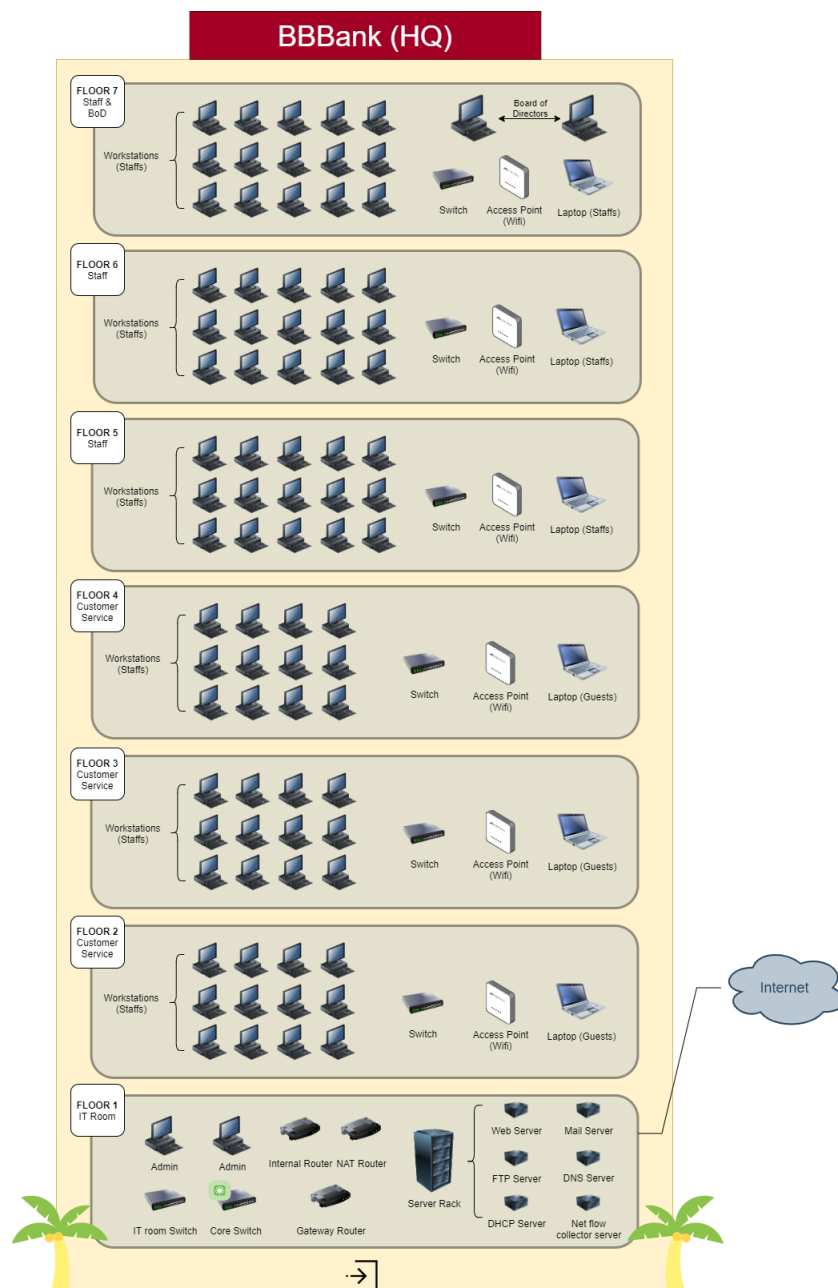 BBBank (HQ)
FLOOR 7
Staff &
BoD
Workstations
(Staffs)
Board of
Directors
Switch
Access Point
(Wifi)
Laptop (Staffs)
FLOOR 6
Staff
Workstations
(Staffs)
Switch
Access Point
(Wifi)
Laptop (Staffs)
FLOOR 5
Staff
Workstations
(Staffs)
Switch
Access Point
(Wifi)
Laptop (Staffs)
FLOOR 4
Customer
Service
Workstations
(Staffs)
Switch
Access Point
(Wifi)
Laptop (Guests)
FLOOR 3
Customer
Service
Workstations
(Staffs)
Switch
Access Point
(Wifi)
Laptop (Guests)
FLOOR 2
Customer
Service
Workstations
(Staffs)
Switch
Access Point
(Wifi)
Laptop (Guests)
Internet
FLOOR 1
IT Room
Admin
Admin
Internal Router
NAT Router
IT room Switch
Core Switch
Gateway Router
Server Rack
Web Server
Mail Server
FTP Server
DNS Server
DHCP Server
Net flow
collector server